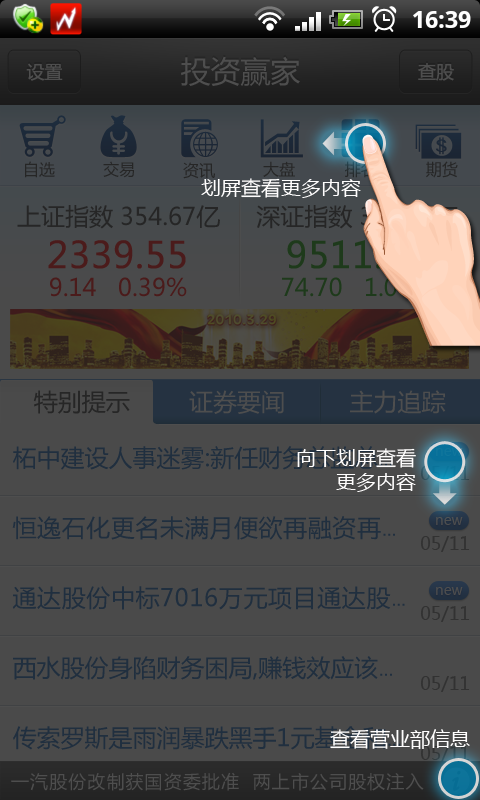 16:39
设置
投资赢家
查股
自选
交易
资讯
大盘
期货
划屏查看更多内容
上证指数 354.67亿
深证指数
2339.55
9511
9.14 0.39%
74.70 1.0
2010.3.29
特别提示
证券要闻
主力追踪
柘中建设人事迷雾:新任财务
向下划屏查看
更多内容
恒逸石化更名未满月便欲再融资再...
new
05/11
通达股份中标7016万元项目通达股...
new
05/11
西水股份身陷财务困局,赚钱效应该...
05/11
传索罗斯是雨润暴跌黑手1元基
查看营业部信息
一汽股份改制获国资委批准 两上市公司股权注入